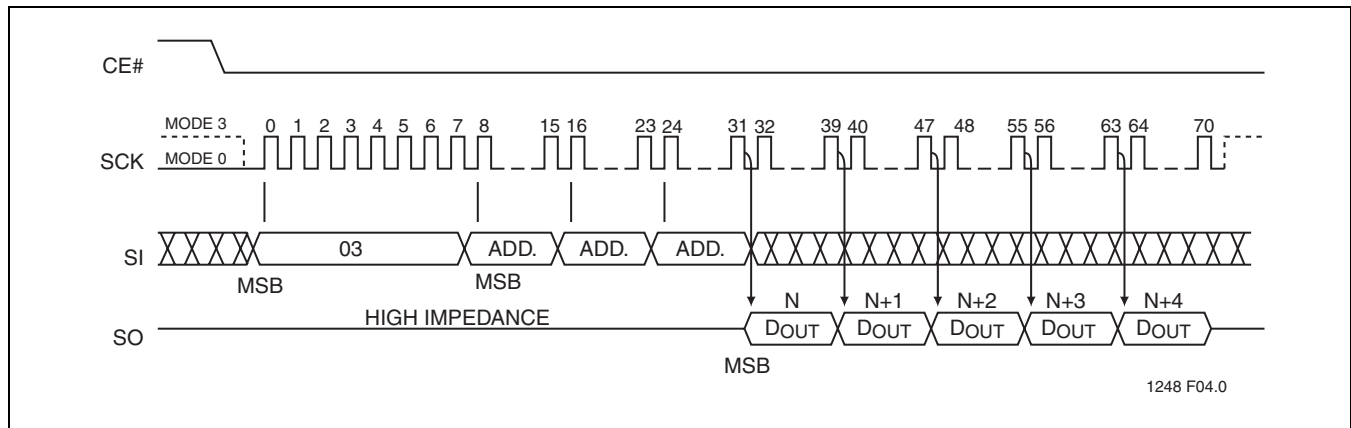 CE#
MODE 3
0 1 2 3 4 5 6 7 8 15 16 23 24 31 32 39 40 47 48 55 56 63 64 70
SCK
MODE 0
SI
03 ADD. ADD. ADD.
MSB MSB
N N+1 N+2 N+3 N+4
HIGH IMPEDANCE
SO
DOUT DOUT DOUT DOUT DOUT
MSB
1248 F04.0